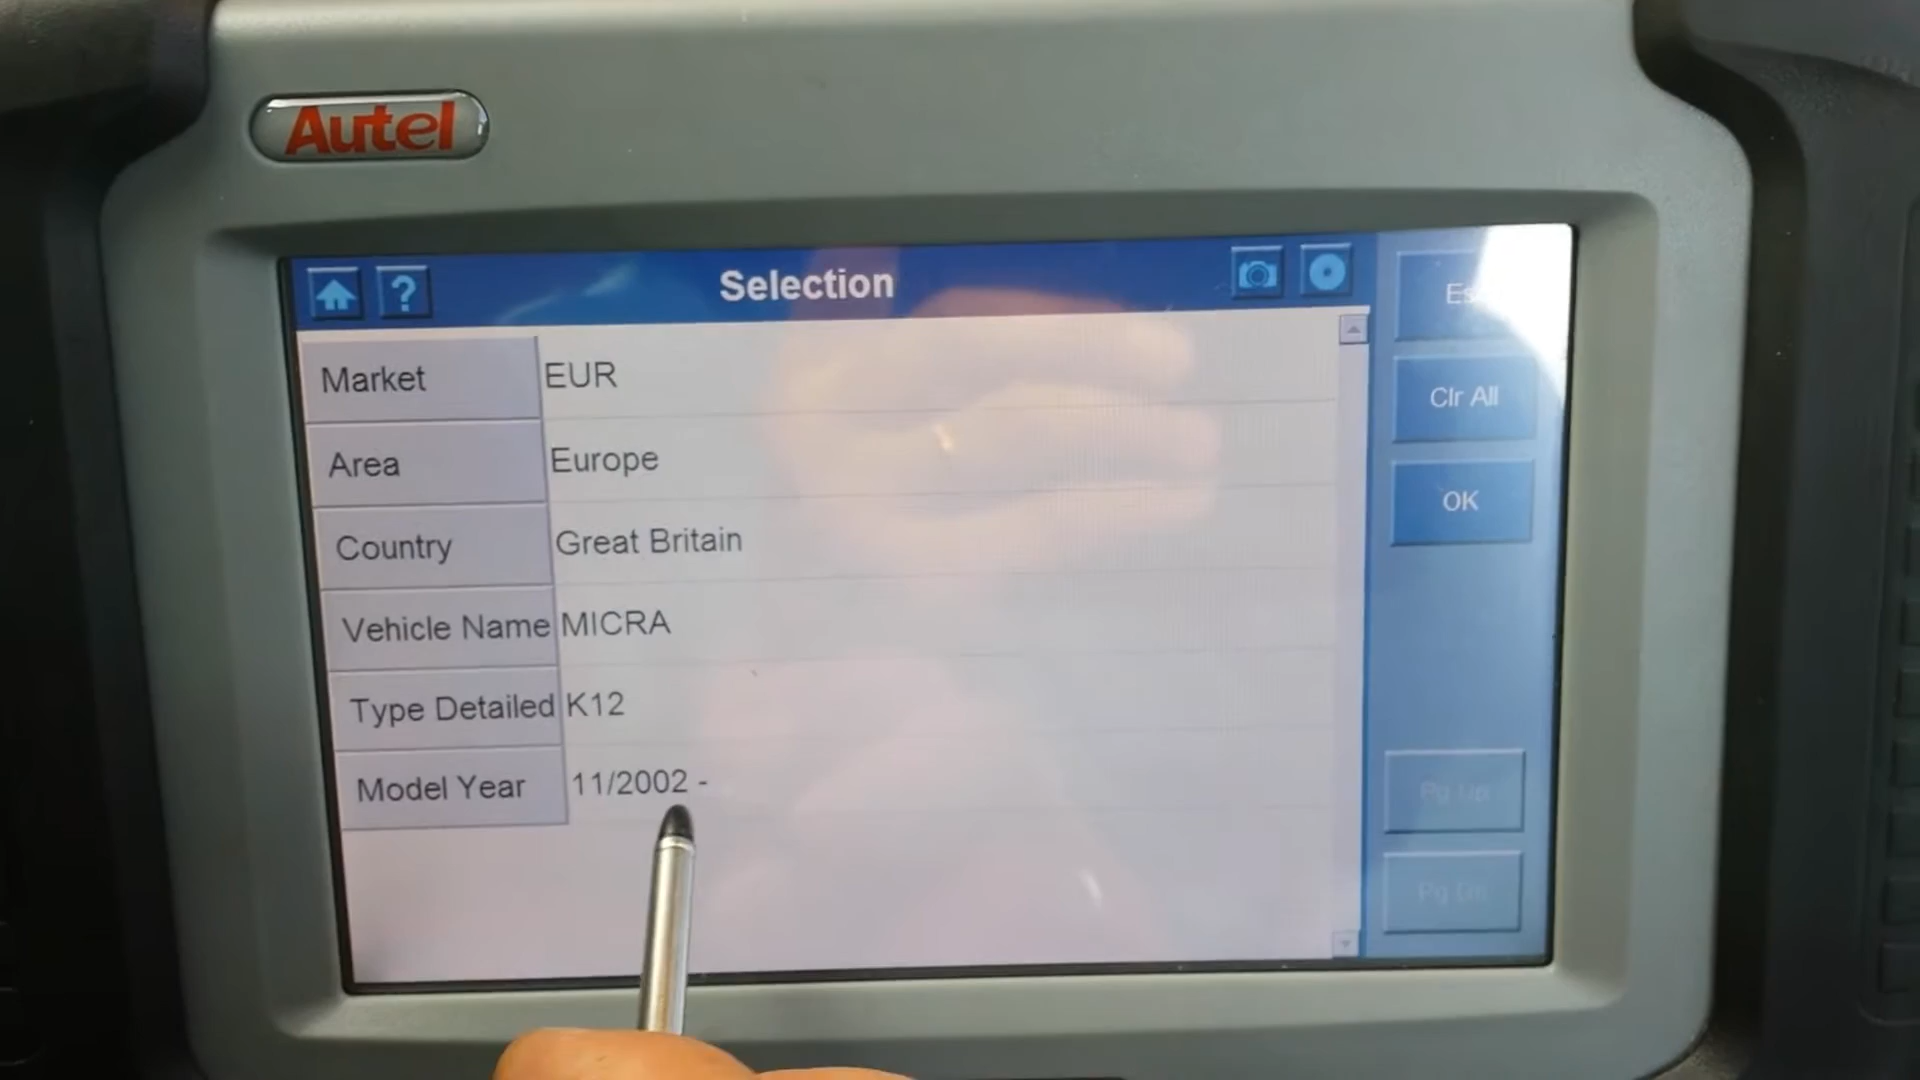 Autel
?
Selection
Es
Market EUR
Clr All
Area Europe
OK
Country Great Britain
Vehicle Name MICRA
Type Detailed K12
Model Year 11/2002 -
Pg Up
Pg Dn